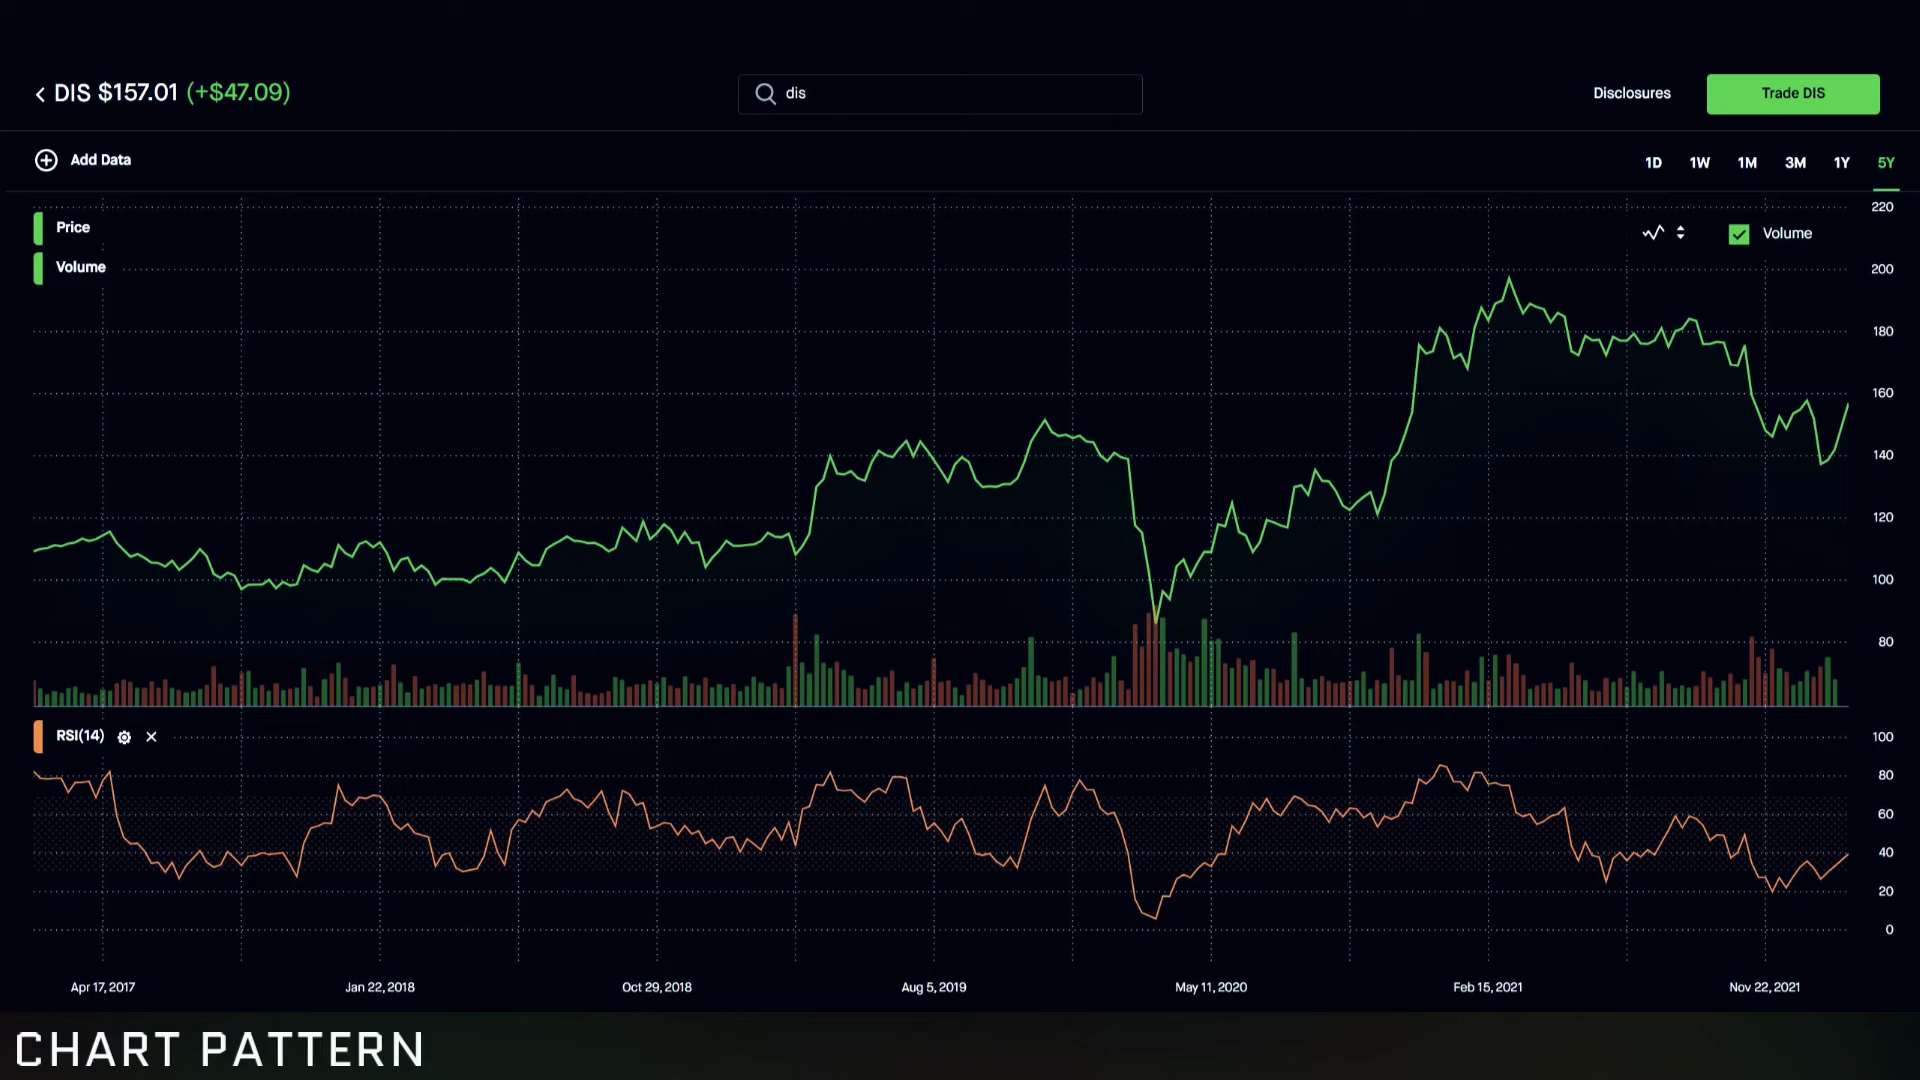 DIS $157.01 (+$47.09)
dis
Disclosures
Trade DIS
Add Data
1D 1W 1M 3M 1Y 5Y
Price
Volume
Volume
220
200
180
160
140
120
100
80
RSI(14)
100
80
60
40
20
0
Apr 17, 2017
Jan 22, 2018
Oct 29, 2018
Aug 5, 2019
May 11, 2020
Feb 15, 2021
Nov 22, 2021
CHART PATTERN